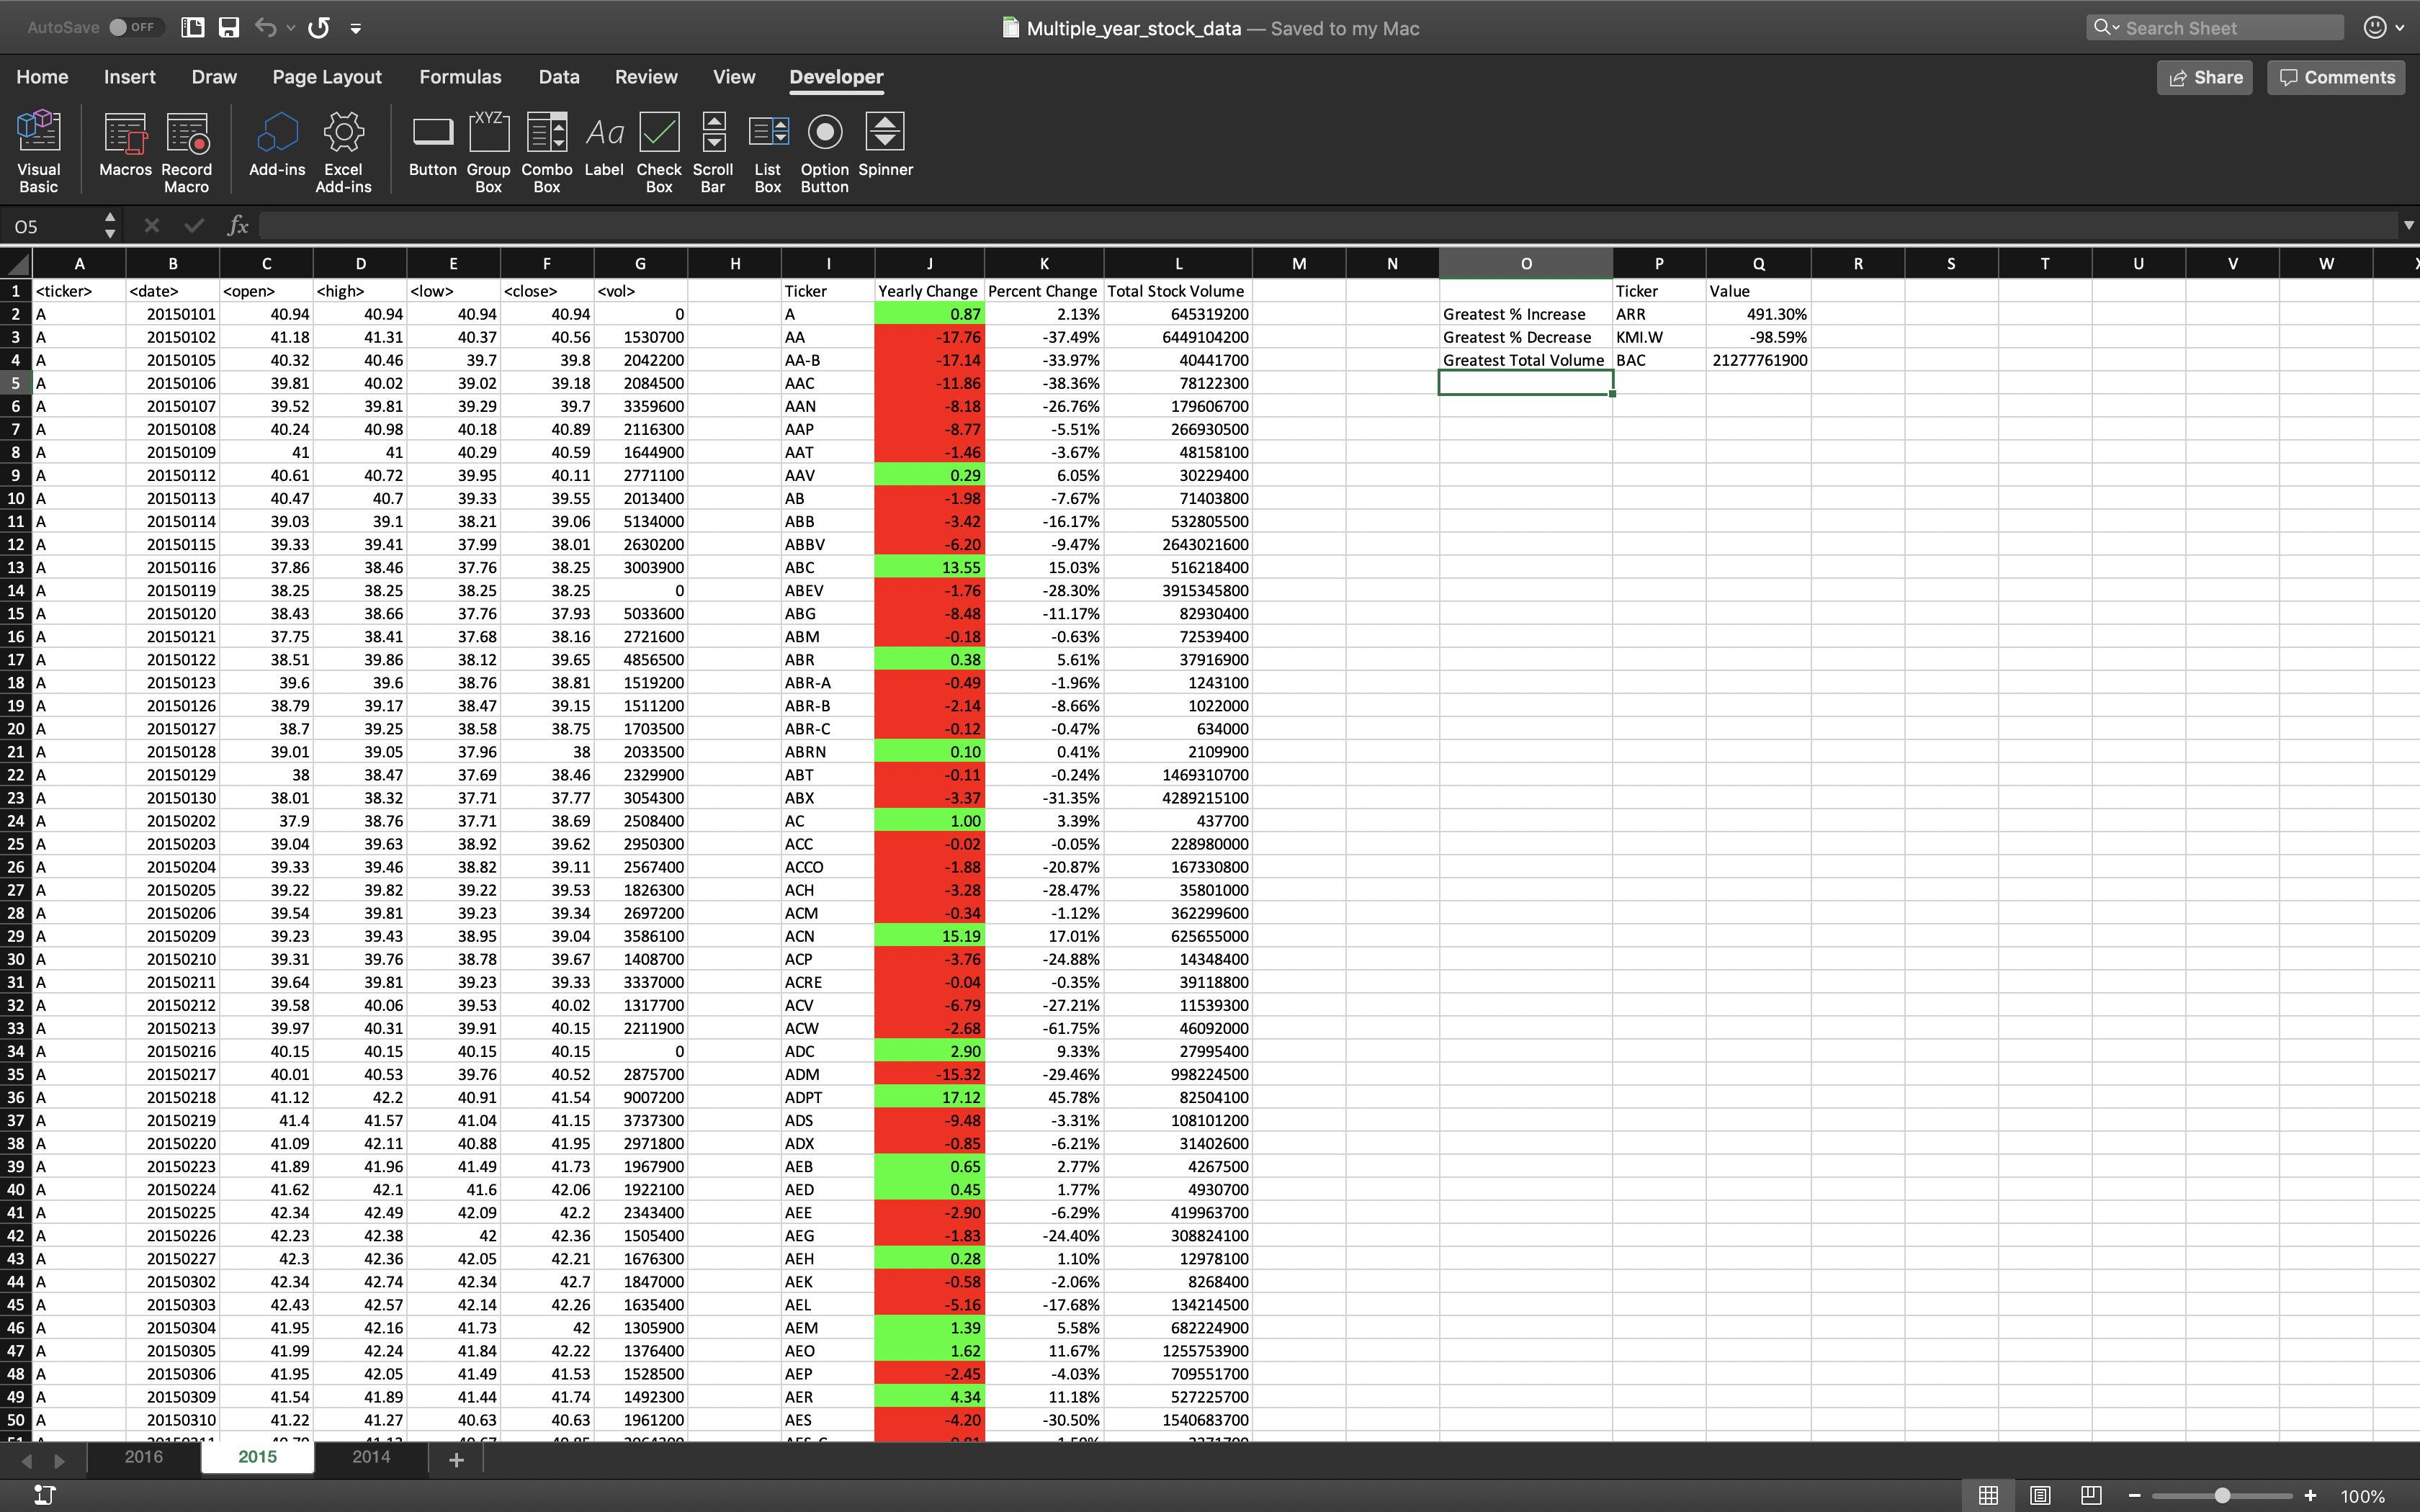 AutoSave OFF Multiple_year_stock_data — Saved to my Mac Search Sheet
Home Insert Draw Page Layout Formulas Data Review View Developer Share Comments
Visual Basic Macros Record Macro Add-ins Excel Add-ins Button Group Box Combo Box Label Check Box Scroll Bar List Box Option Button Spinner
XYZ Aa
O5 fx
A B C D E F G H I J K L M N O P Q R S T U V W X
1 <ticker> <date> <open> <high> <low> <close> <vol> Ticker Yearly Change Percent Change Total Stock Volume Ticker Value
2 A 20150101 40.94 40.94 40.94 40.94 0 A 0.87 2.13% 645319200 Greatest % Increase ARR 491.30%
3 A 20150102 41.18 41.31 40.37 40.56 1530700 AA -17.76 -37.49% 6449104200 Greatest % Decrease KMI.W -98.59%
4 A 20150105 40.32 40.46 39.7 39.8 2042200 AA-B -17.14 -33.97% 40441700 Greatest Total Volume BAC 21277761900
5 A 20150106 39.81 40.02 39.02 39.18 2084500 AAC -11.86 -38.36% 78122300
6 A 20150107 39.52 39.81 39.29 39.7 3359600 AAN -8.18 -26.76% 179606700
7 A 20150108 40.24 40.98 40.18 40.89 2116300 AAP -8.77 -5.51% 266930500
8 A 20150109 41 41 40.29 40.59 1644900 AAT -1.46 -3.67% 48158100
9 A 20150112 40.61 40.72 39.95 40.11 2771100 AAV 0.29 6.05% 30229400
10 A 20150113 40.47 40.7 39.33 39.55 2013400 AB -1.98 -7.67% 71403800
11 A 20150114 39.03 39.1 38.21 39.06 5134000 ABB -3.42 -16.17% 532805500
12 A 20150115 39.33 39.41 37.99 38.01 2630200 ABBV -6.20 -9.47% 2643021600
13 A 20150116 37.86 38.46 37.76 38.25 3003900 ABC 13.55 15.03% 516218400
14 A 20150119 38.25 38.25 38.25 38.25 0 ABEV -1.76 -28.30% 3915345800
15 A 20150120 38.43 38.66 37.76 37.93 5033600 ABG -8.48 -11.17% 82930400
16 A 20150121 37.75 38.41 37.68 38.16 2721600 ABM -0.18 -0.63% 72539400
17 A 20150122 38.51 39.86 38.12 39.65 4856500 ABR 0.38 5.61% 37916900
18 A 20150123 39.6 39.6 38.76 38.81 1519200 ABR-A -0.49 -1.96% 1243100
19 A 20150126 38.79 39.17 38.47 39.15 1511200 ABR-B -2.14 -8.66% 1022000
20 A 20150127 38.7 39.25 38.58 38.75 1703500 ABR-C -0.12 -0.47% 634000
21 A 20150128 39.01 39.05 37.96 38 2033500 ABRN 0.10 0.41% 2109900
22 A 20150129 38 38.47 37.69 38.46 2329900 ABT -0.11 -0.24% 1469310700
23 A 20150130 38.01 38.32 37.71 37.77 3054300 ABX -3.37 -31.35% 4289215100
24 A 20150202 37.9 38.76 37.71 38.69 2508400 AC 1.00 3.39% 437700
25 A 20150203 39.04 39.63 38.92 39.62 2950300 ACC -0.02 -0.05% 228980000
26 A 20150204 39.33 39.46 38.82 39.11 2567400 ACCO -1.88 -20.87% 167330800
27 A 20150205 39.22 39.82 39.22 39.53 1826300 ACH -3.28 -28.47% 35801000
28 A 20150206 39.54 39.81 39.23 39.34 2697200 ACM -0.34 -1.12% 362299600
29 A 20150209 39.23 39.43 38.95 39.04 3586100 ACN 15.19 17.01% 625655000
30 A 20150210 39.31 39.76 38.78 39.67 1408700 ACP -3.76 -24.88% 14348400
31 A 20150211 39.64 39.81 39.23 39.33 3337000 ACRE -0.04 -0.35% 39118800
32 A 20150212 39.58 40.06 39.53 40.02 1317700 ACV -6.79 -27.21% 11539300
33 A 20150213 39.97 40.31 39.91 40.15 2211900 ACW -2.68 -61.75% 46092000
34 A 20150216 40.15 40.15 40.15 40.15 0 ADC 2.90 9.33% 27995400
35 A 20150217 40.01 40.53 39.76 40.52 2875700 ADM -15.32 -29.46% 998224500
36 A 20150218 41.12 42.2 40.91 41.54 9007200 ADPT 17.12 45.78% 82504100
37 A 20150219 41.4 41.57 41.04 41.15 3737300 ADS -9.48 -3.31% 108101200
38 A 20150220 41.09 42.11 40.88 41.95 2971800 ADX -0.85 -6.21% 31402600
39 A 20150223 41.89 41.96 41.49 41.73 1967900 AEB 0.65 2.77% 4267500
40 A 20150224 41.62 42.1 41.6 42.06 1922100 AED 0.45 1.77% 4930700
41 A 20150225 42.34 42.49 42.09 42.2 2343400 AEE -2.90 -6.29% 419963700
42 A 20150226 42.23 42.38 42 42.36 1505400 AEG -1.83 -24.40% 308824100
43 A 20150227 42.3 42.36 42.05 42.21 1676300 AEH 0.28 1.10% 12978100
44 A 20150302 42.34 42.74 42.34 42.7 1847000 AEK -0.58 -2.06% 8268400
45 A 20150303 42.43 42.57 42.14 42.26 1635400 AEL -5.16 -17.68% 134214500
46 A 20150304 41.95 42.16 41.73 42 1305900 AEM 1.39 5.58% 682224900
47 A 20150305 41.99 42.24 41.84 42.22 1376400 AEO 1.62 11.67% 1255753900
48 A 20150306 41.95 42.05 41.49 41.53 1528500 AEP -2.45 -4.03% 709551700
49 A 20150309 41.54 41.89 41.44 41.74 1492300 AER 4.34 11.18% 527225700
50 A 20150310 41.22 41.27 40.63 40.63 1961200 AES -4.20 -30.50% 1540683700
2016 2015 2014 +
100%